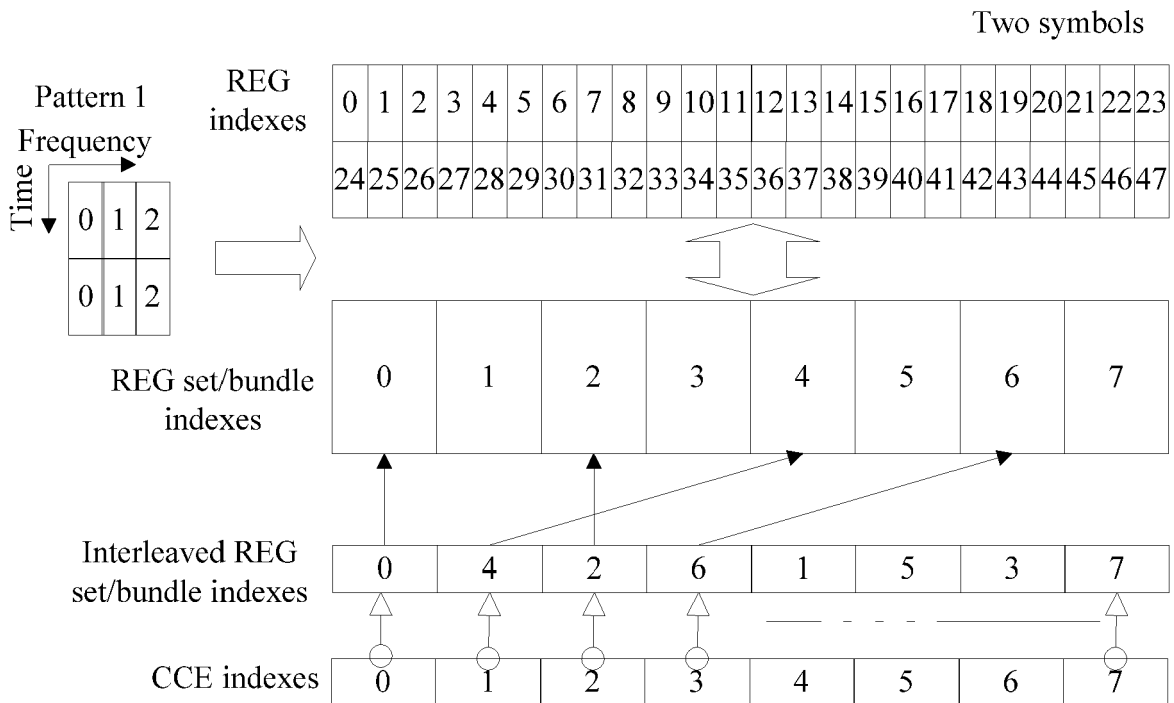 Two symbols
Pattern 1
Frequency
Time
0 1 2
0 1 2
REG
indexes
0 1 2 3 4 5 6 7 8 9 10 11 12 13 14 15 16 17 18 19 20 21 22 23
24 25 26 27 28 29 30 31 32 33 34 35 36 37 38 39 40 41 42 43 44 45 46 47
REG set/bundle
indexes
0 1 2 3 4 5 6 7
Interleaved REG
set/bundle indexes
0 4 2 6 1 5 3 7
CCE indexes
0 1 2 3 4 5 6 7